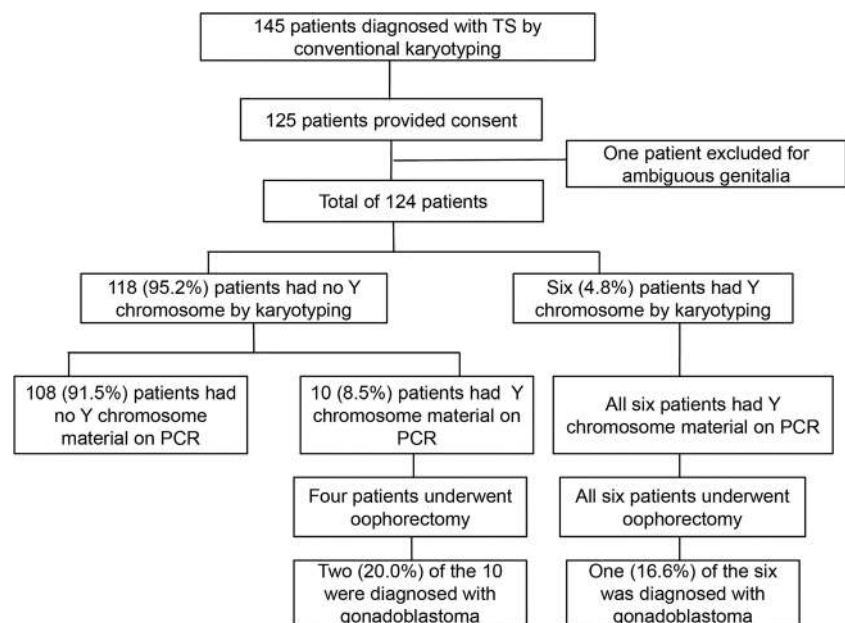 145 patients diagnosed with TS by
conventional karyotyping
125 patients provided consent
One patient excluded for
ambiguous genitalia
Total of 124 patients
118 (95.2%) patients had no Y
chromosome by karyotyping
Six (4.8%) patients had Y
chromosome by karyotyping
108 (91.5%) patients had
no Y chromosome
material on PCR
10 (8.5%) patients had Y
chromosome material on
PCR
All six patients had Y
chromosome material on PCR
Four patients underwent
oophorectomy
All six patients underwent
oophorectomy
Two (20.0%) of the 10
were diagnosed with
gonadoblastoma
One (16.6%) of the six
was diagnosed with
gonadoblastoma